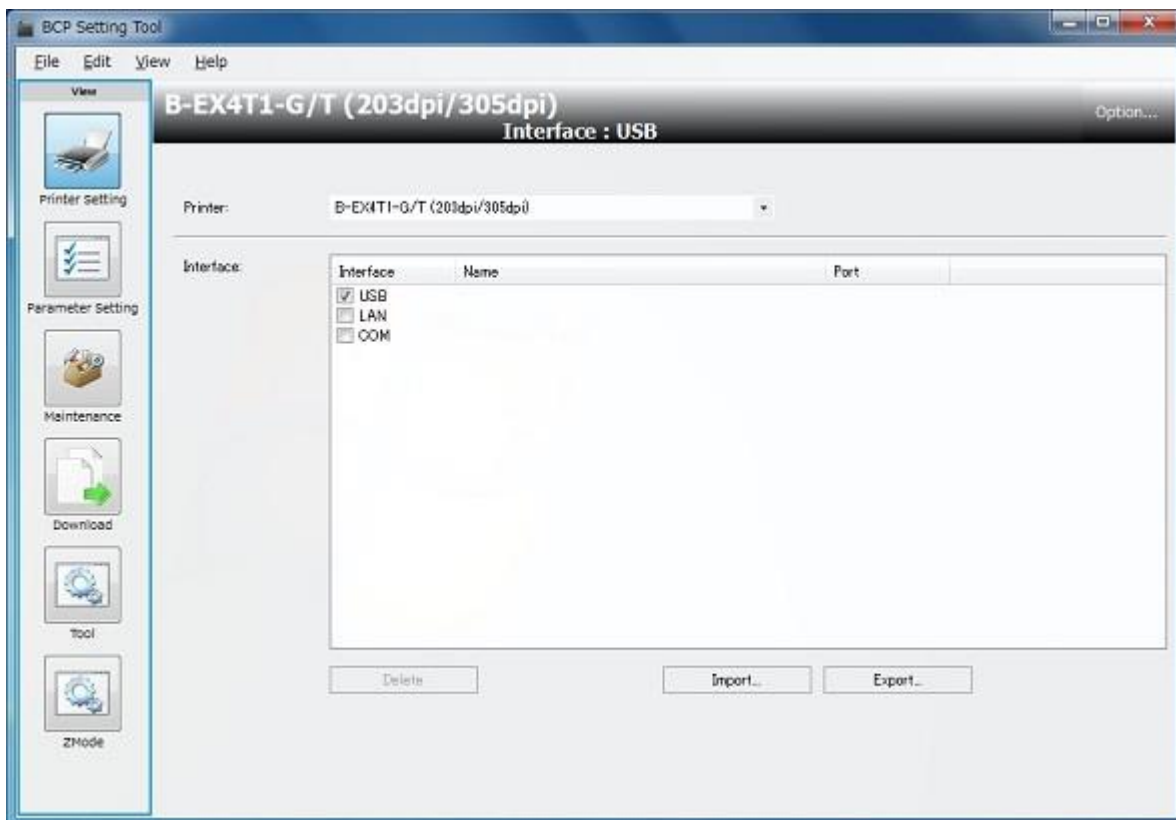 BCP Setting Tool
File Edit View Help
View
B-EX4T1-G/T (203dpi/305dpi)
Interface : USB
Option...
Printer Setting
Printer: B-EX4T1-G/T (203dpi/305dpi)
Interface:
Interface Name Port
USB
LAN
COM
Parameter Setting
Maintenance
Download
Tool
ZMode
Delete Import... Export...